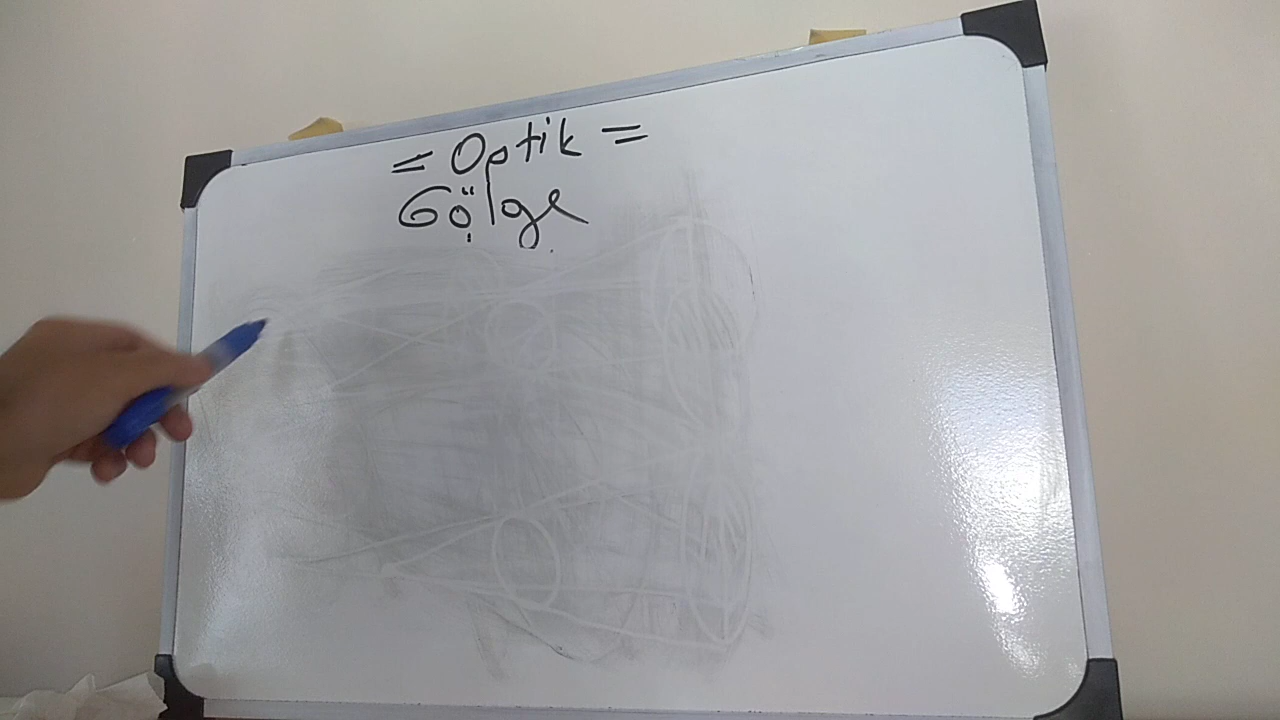 = Optik =
Gölge